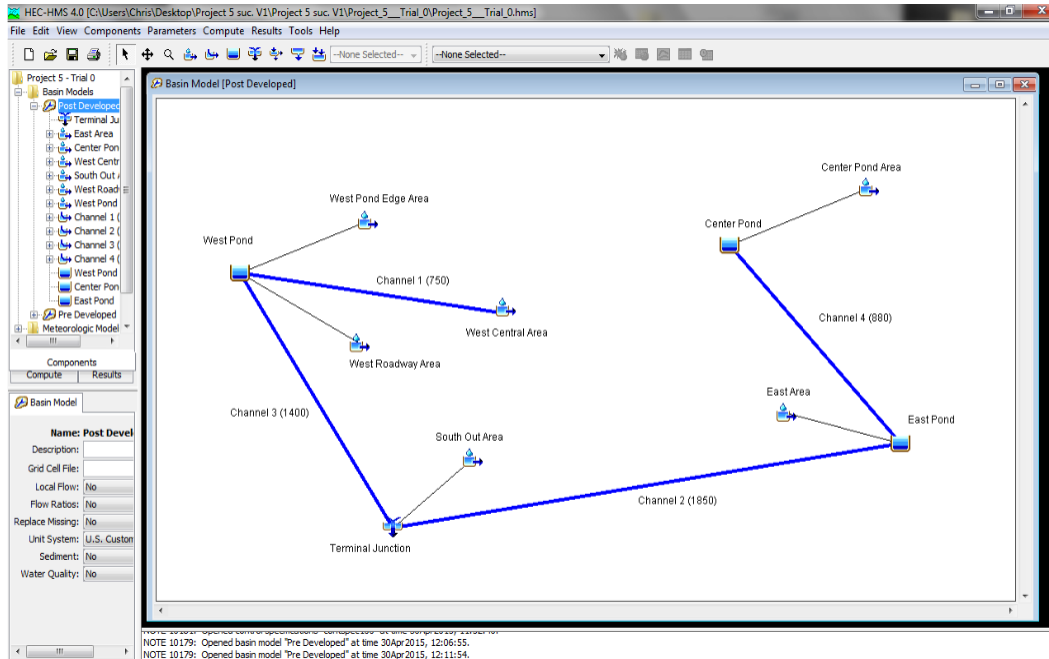 HEC-HMS 4.0 [C:\Users\Chris\Desktop\Project 5 suc. V1\Project 5 suc. V1\Project_5__Trial_0\Project_5__Trial_0.hms]
File Edit View Components Parameters Compute Results Tools Help
--None Selected-- --None Selected--
Project 5 - Trial 0
Basin Models
Post Developed
Terminal Ju
East Area
Center Pon
West Centr
South Out
West Road
West Pond
Channel 1 (
Channel 2 (
Channel 3 (
Channel 4 (
West Pond
Center Pon
East Pond
Pre Developed
Meteorologic Model
Components
Compute Results
Basin Model
Name: Post Devel
Description:
Grid Cell File:
Local Flow: No
Flow Ratios: No
Replace Missing: No
Unit System: U.S. Custon
Sediment: No
Water Quality: No
Basin Model [Post Developed]
Center Pond Area
West Pond Edge Area
Center Pond
West Pond
Channel 1 (750)
Channel 4 (880)
West Central Area
West Roadway Area
East Area
Channel 3 (1400)
East Pond
South Out Area
Channel 2 (1850)
Terminal Junction
NOTE 10179: Opened basin model "Pre Developed" at time 30Apr2015, 12:06:55.
NOTE 10179: Opened basin model "Pre Developed" at time 30Apr2015, 12:11:54.